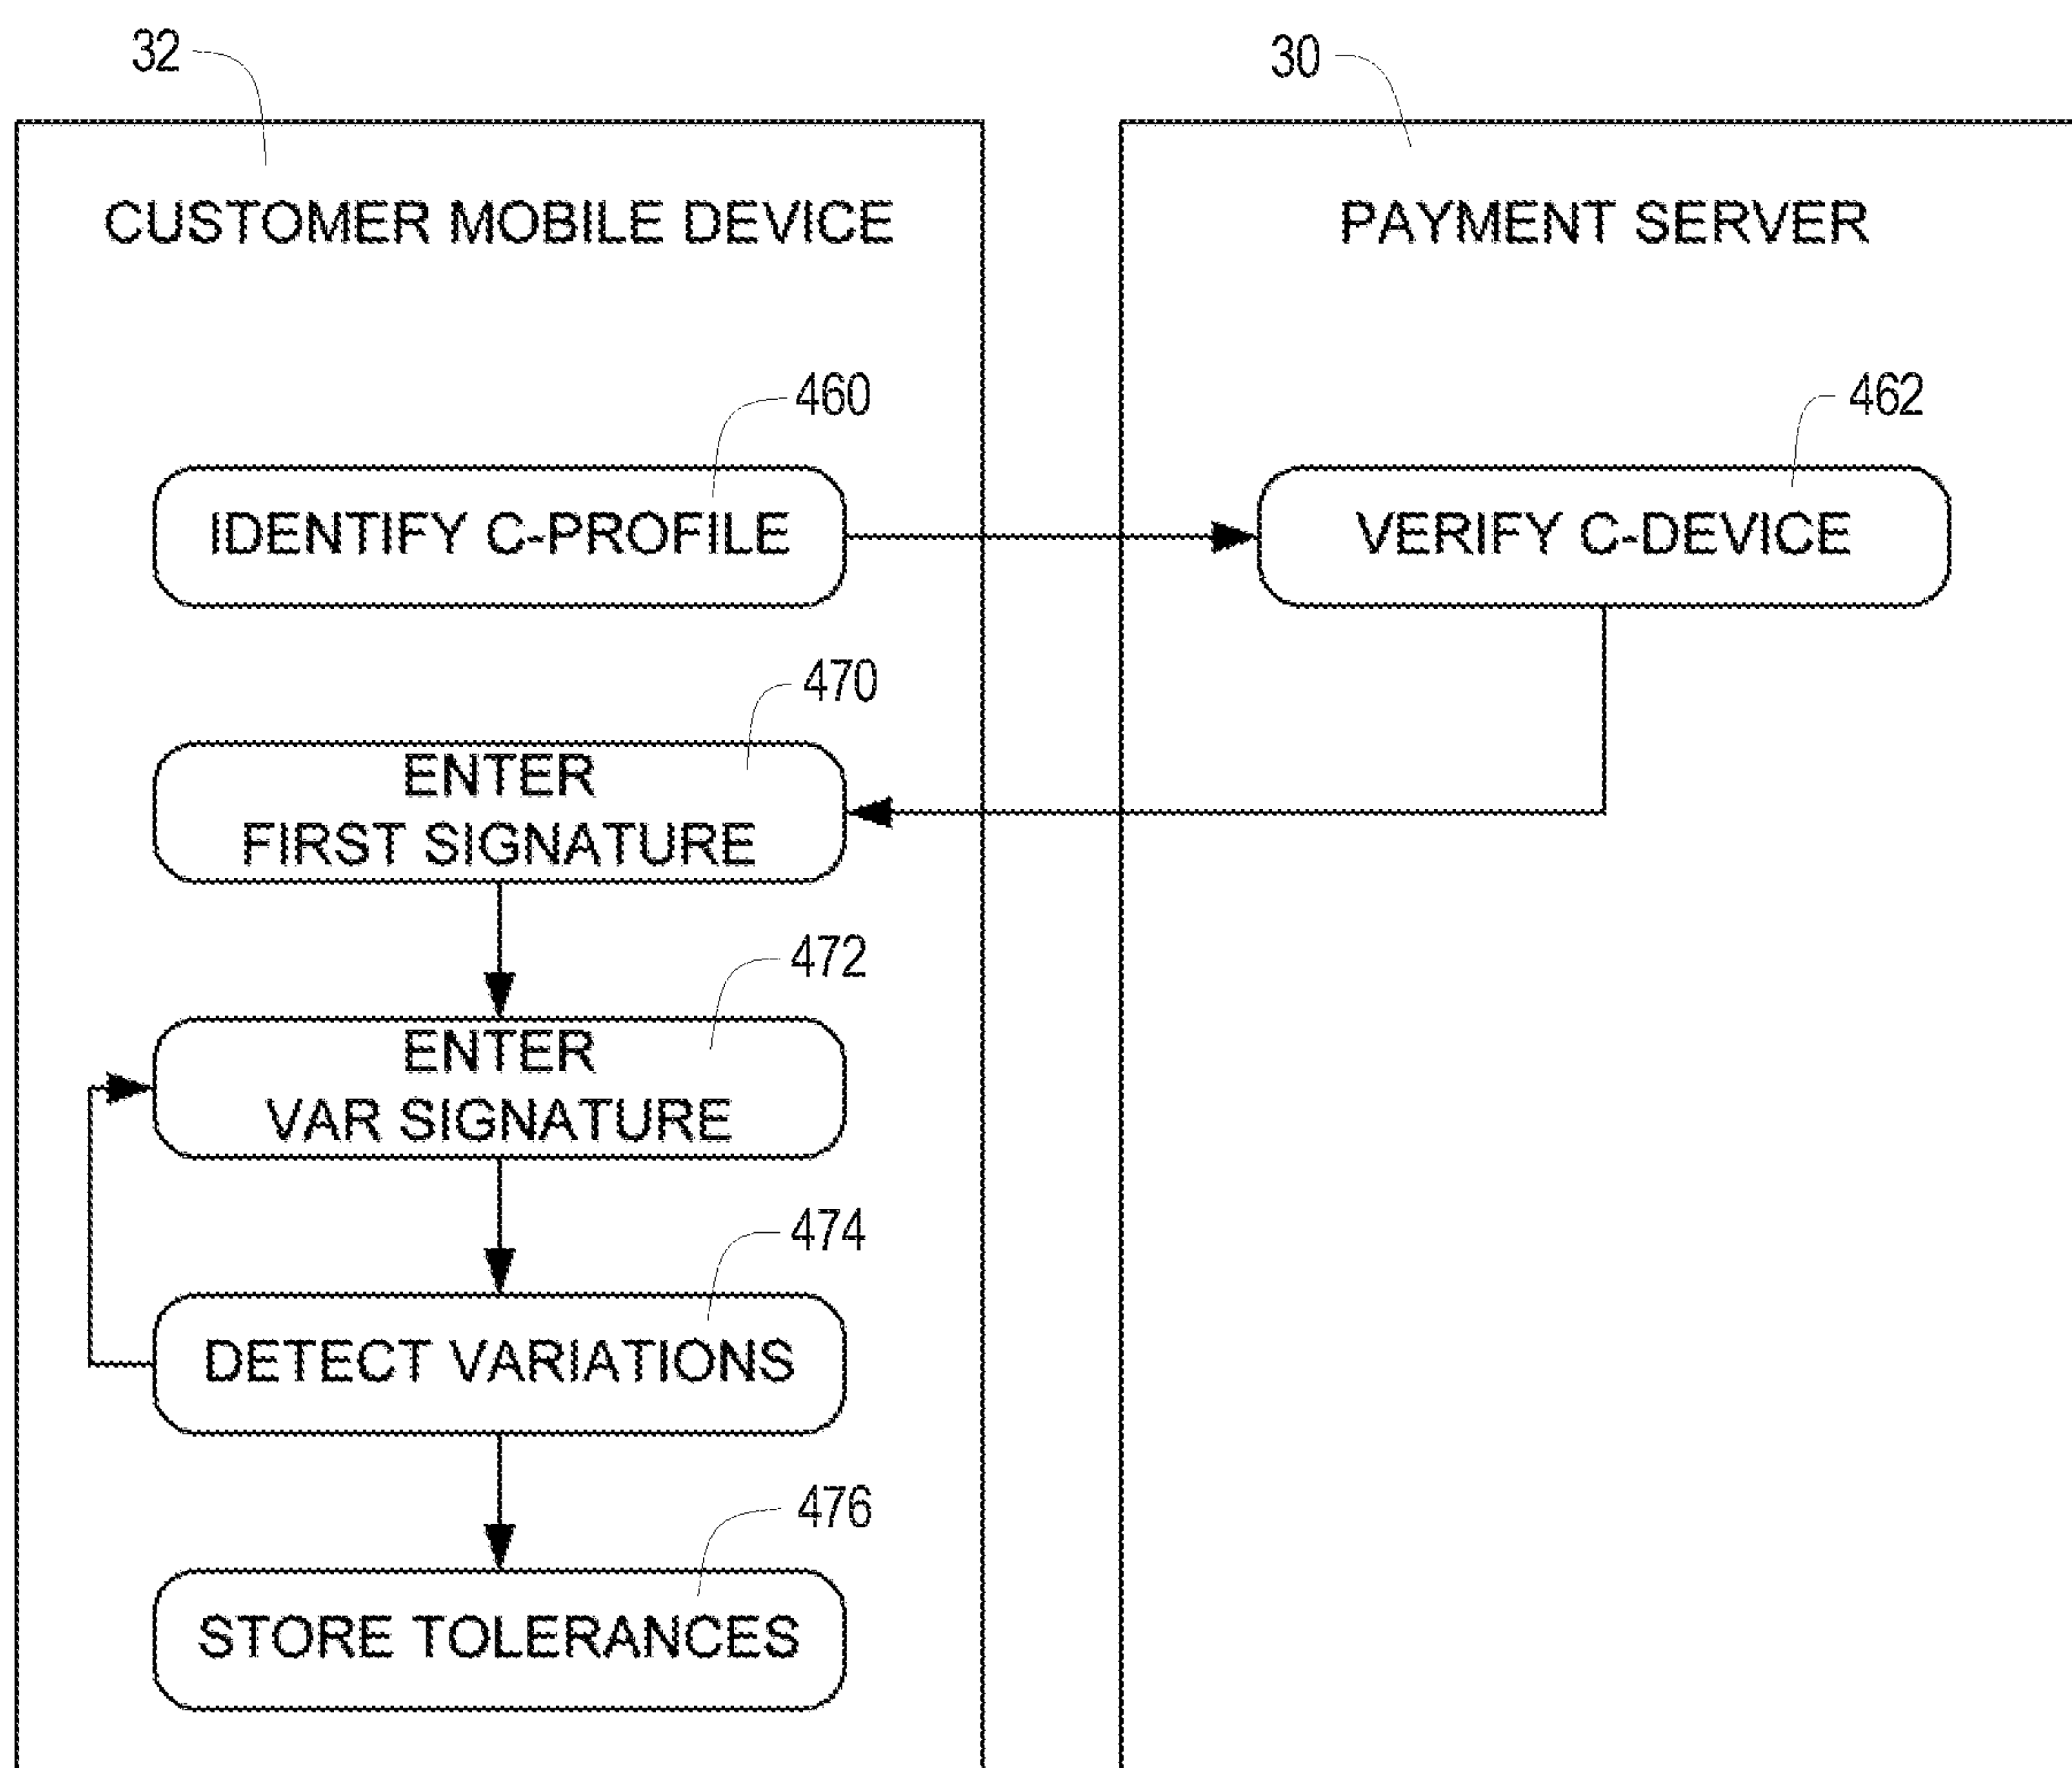 32
30
CUSTOMER MOBILE DEVICE
PAYMENT SERVER
460
462
IDENTIFY C-PROFILE
VERIFY C-DEVICE
470
ENTER
FIRST SIGNATURE
472
ENTER
VAR SIGNATURE
474
DETECT VARIATIONS
476
STORE TOLERANCES